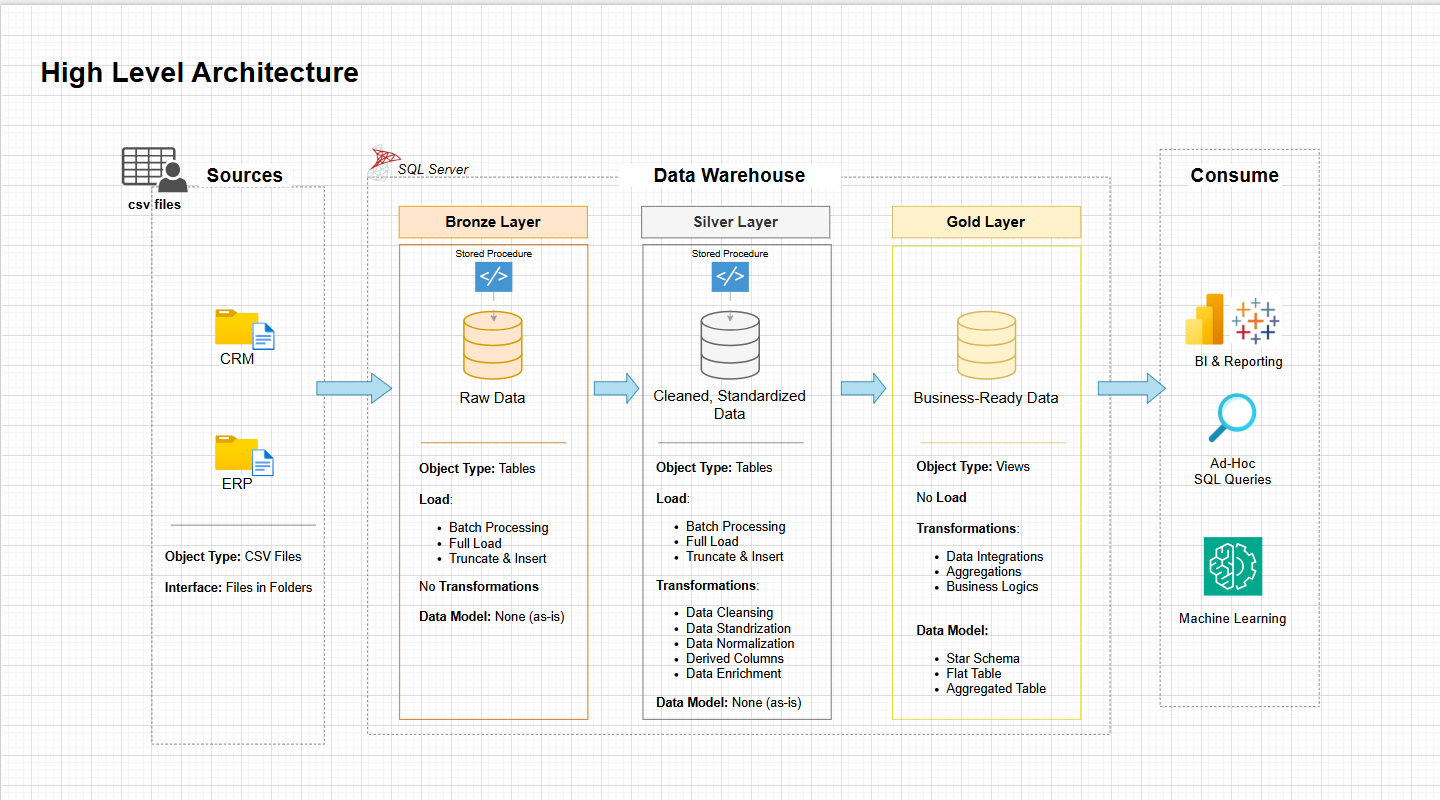 High Level Architecture
Sources
csv files
CRM
ERP
Object Type: CSV Files
Interface: Files in Folders
SQL Server
Data Warehouse
Bronze Layer
Stored Procedure
</>
Raw Data
Object Type: Tables
Load:
• Batch Processing
• Full Load
• Truncate & Insert
No Transformations
Data Model: None (as-is)
Silver Layer
Stored Procedure
</>
Cleaned, Standardized
Data
Object Type: Tables
Load:
• Batch Processing
• Full Load
• Truncate & Insert
Transformations:
• Data Cleansing
• Data Standrization
• Data Normalization
• Derived Columns
• Data Enrichment
Data Model: None (as-is)
Gold Layer
Business-Ready Data
Object Type: Views
No Load
Transformations:
• Data Integrations
• Aggregations
• Business Logics
Data Model:
• Star Schema
• Flat Table
• Aggregated Table
Consume
BI & Reporting
Ad-Hoc
SQL Queries
Machine Learning